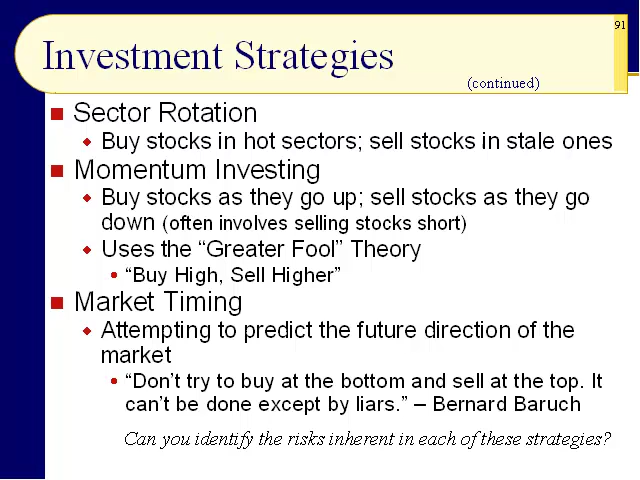 91
Investment Strategies
(continued)
Sector Rotation
Buy stocks in hot sectors; sell stocks in stale ones
Momentum Investing
Buy stocks as they go up; sell stocks as they go
down (often involves selling stocks short)
Uses the “Greater Fool” Theory
“Buy High, Sell Higher”
Market Timing
Attempting to predict the future direction of the
market
“Don’t try to buy at the bottom and sell at the top. It
can’t be done except by liars.” – Bernard Baruch
Can you identify the risks inherent in each of these strategies?